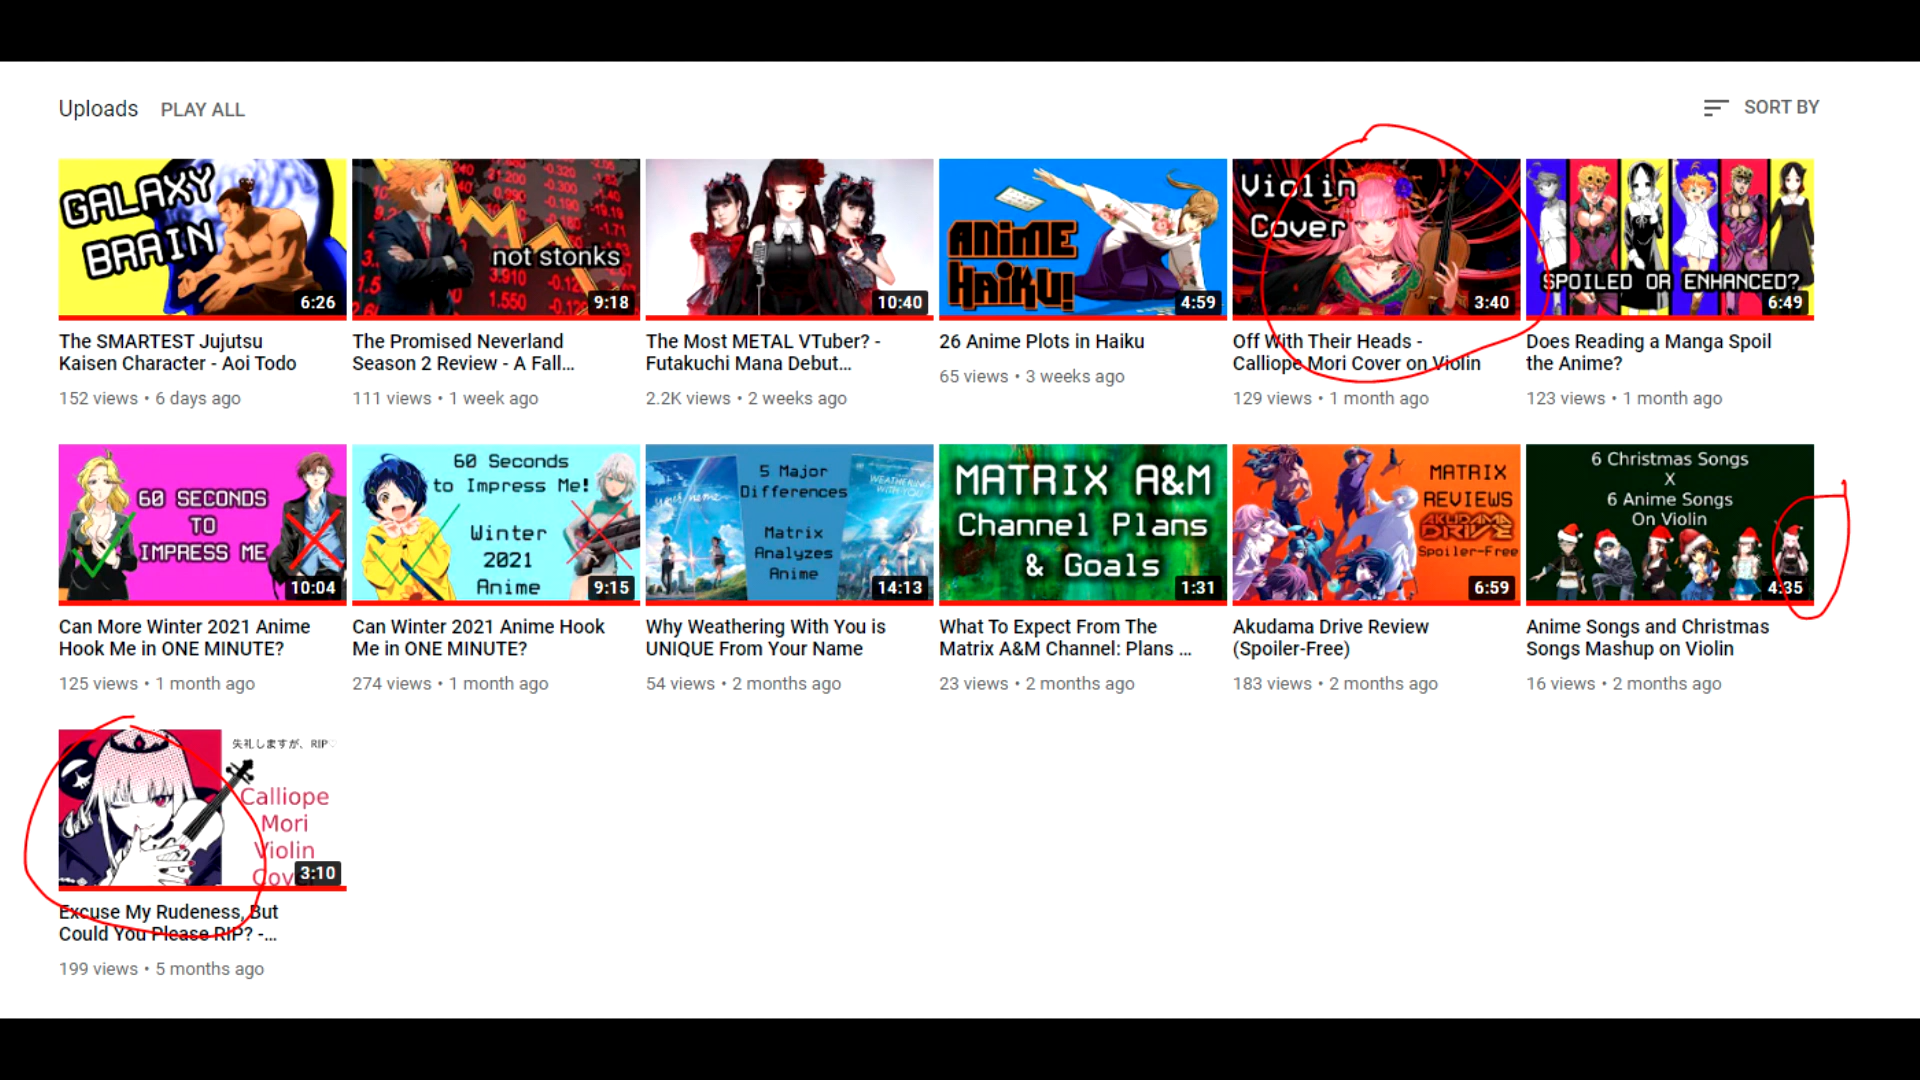 Uploads PLAY ALL SORT BY
GALAXY
BRAIN
6:26
The SMARTEST Jujutsu
Kaisen Character - Aoi Todo
152 views • 6 days ago
not stonks
9:18
The Promised Neverland
Season 2 Review - A Fall...
111 views • 1 week ago
10:40
The Most METAL VTuber? -
Futakuchi Mana Debut...
2.2K views • 2 weeks ago
ANIME
HAIKU!
4:59
26 Anime Plots in Haiku
65 views • 3 weeks ago
Violin
Cover
3:40
Off With Their Heads -
Calliope Mori Cover on Violin
129 views • 1 month ago
SPOILED OR ENHANCED?
6:49
Does Reading a Manga Spoil
the Anime?
123 views • 1 month ago
60 SECONDS
TO
IMPRESS ME
10:04
Can More Winter 2021 Anime
Hook Me in ONE MINUTE?
125 views • 1 month ago
60 Seconds
to Impress Me!
Winter
2021
Anime
9:15
Can Winter 2021 Anime Hook
Me in ONE MINUTE?
274 views • 1 month ago
your name.
5 Major
Differences
Matrix
Analyzes
Anime
WEATHERING
WITH YOU
14:13
Why Weathering With You is
UNIQUE From Your Name
54 views • 2 months ago
MATRIX A&M
Channel Plans
& Goals
1:31
What To Expect From The
Matrix A&M Channel: Plans ...
23 views • 2 months ago
MATRIX
REVIEWS
AKUDAMA
DRIVE
Spoiler-Free
6:59
Akudama Drive Review
(Spoiler-Free)
183 views • 2 months ago
6 Christmas Songs
X
6 Anime Songs
On Violin
4:35
Anime Songs and Christmas
Songs Mashup on Violin
16 views • 2 months ago
失礼しますが、RIP♡
Calliope
Mori
Violin
Cov
3:10
Excuse My Rudeness, But
Could You Please RIP? -...
199 views • 5 months ago